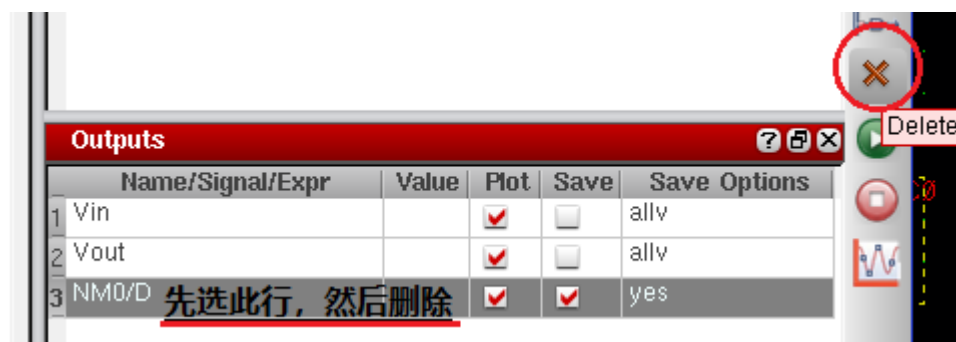 Delete
Outputs
Name/Signal/Expr Value Plot Save Save Options
1 Vin allv
2 Vout allv
3 NM0/D 先选此行，然后删除 yes